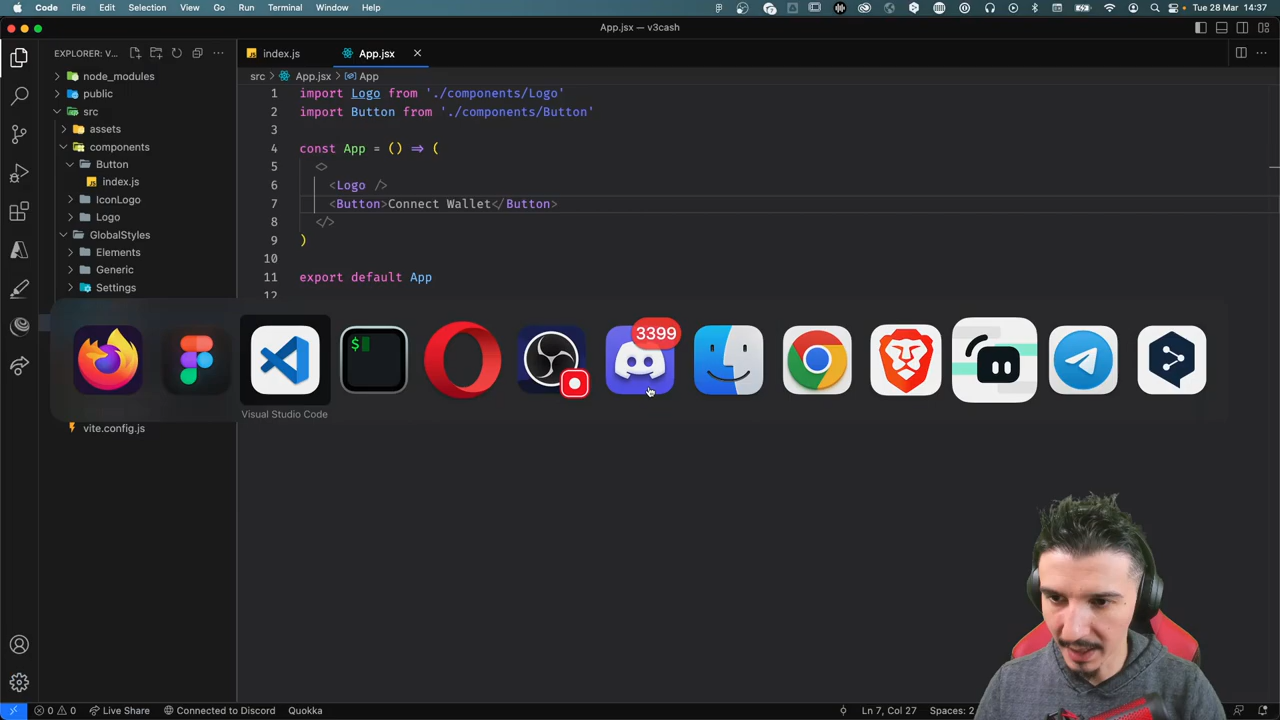 Code File Edit Selection View Go Run Terminal Window Help
Tue 28 Mar 14:37
App.jsx — v3cash
EXPLORER: V...
index.js
App.jsx
node_modules
src > App.jsx > App
public
1 import Logo from './components/Logo'
src
2 import Button from './components/Button'
assets
3
components
4 const App = () => (
Button
5 <>
index.js
6 <Logo />
IconLogo
7 <Button>Connect Wallet</Button>
Logo
8 </>
GlobalStyles
9 )
Elements
10
Generic
11 export default App
Settings
12
3399
$
Visual Studio Code
vite.config.js
0 0 Live Share Connected to Discord Quokka
Ln 7, Col 27 Spaces: 2